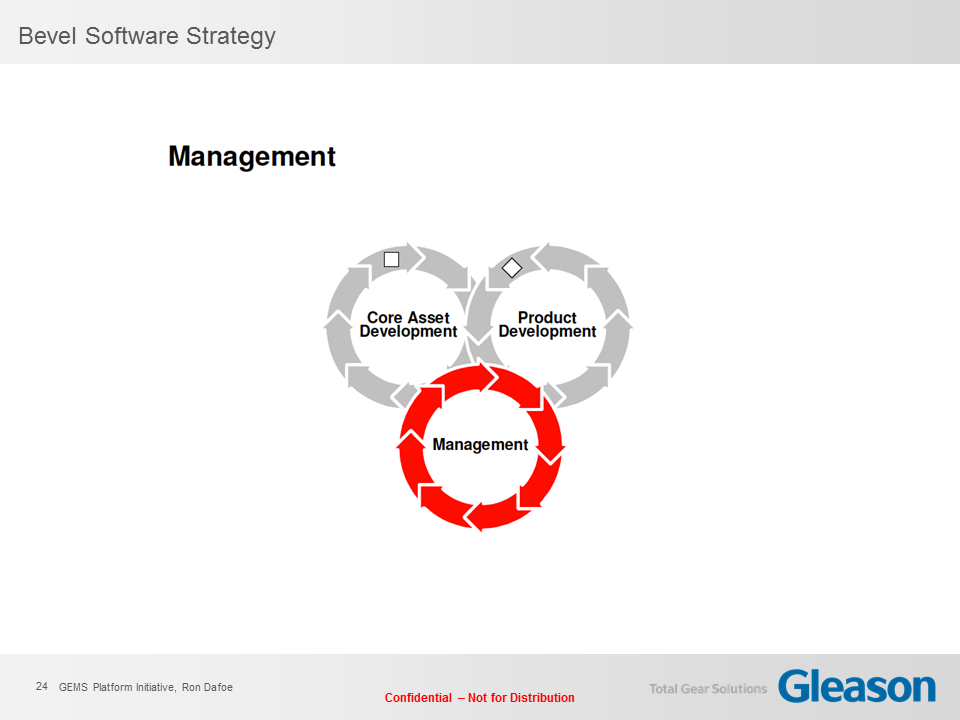 Bevel Software Strategy
Management
Core Asset
Development
Product
Development
Management
24 GEMS Platform Initiative, Ron Dafoe
Confidential – Not for Distribution
Total Gear Solutions Gleason